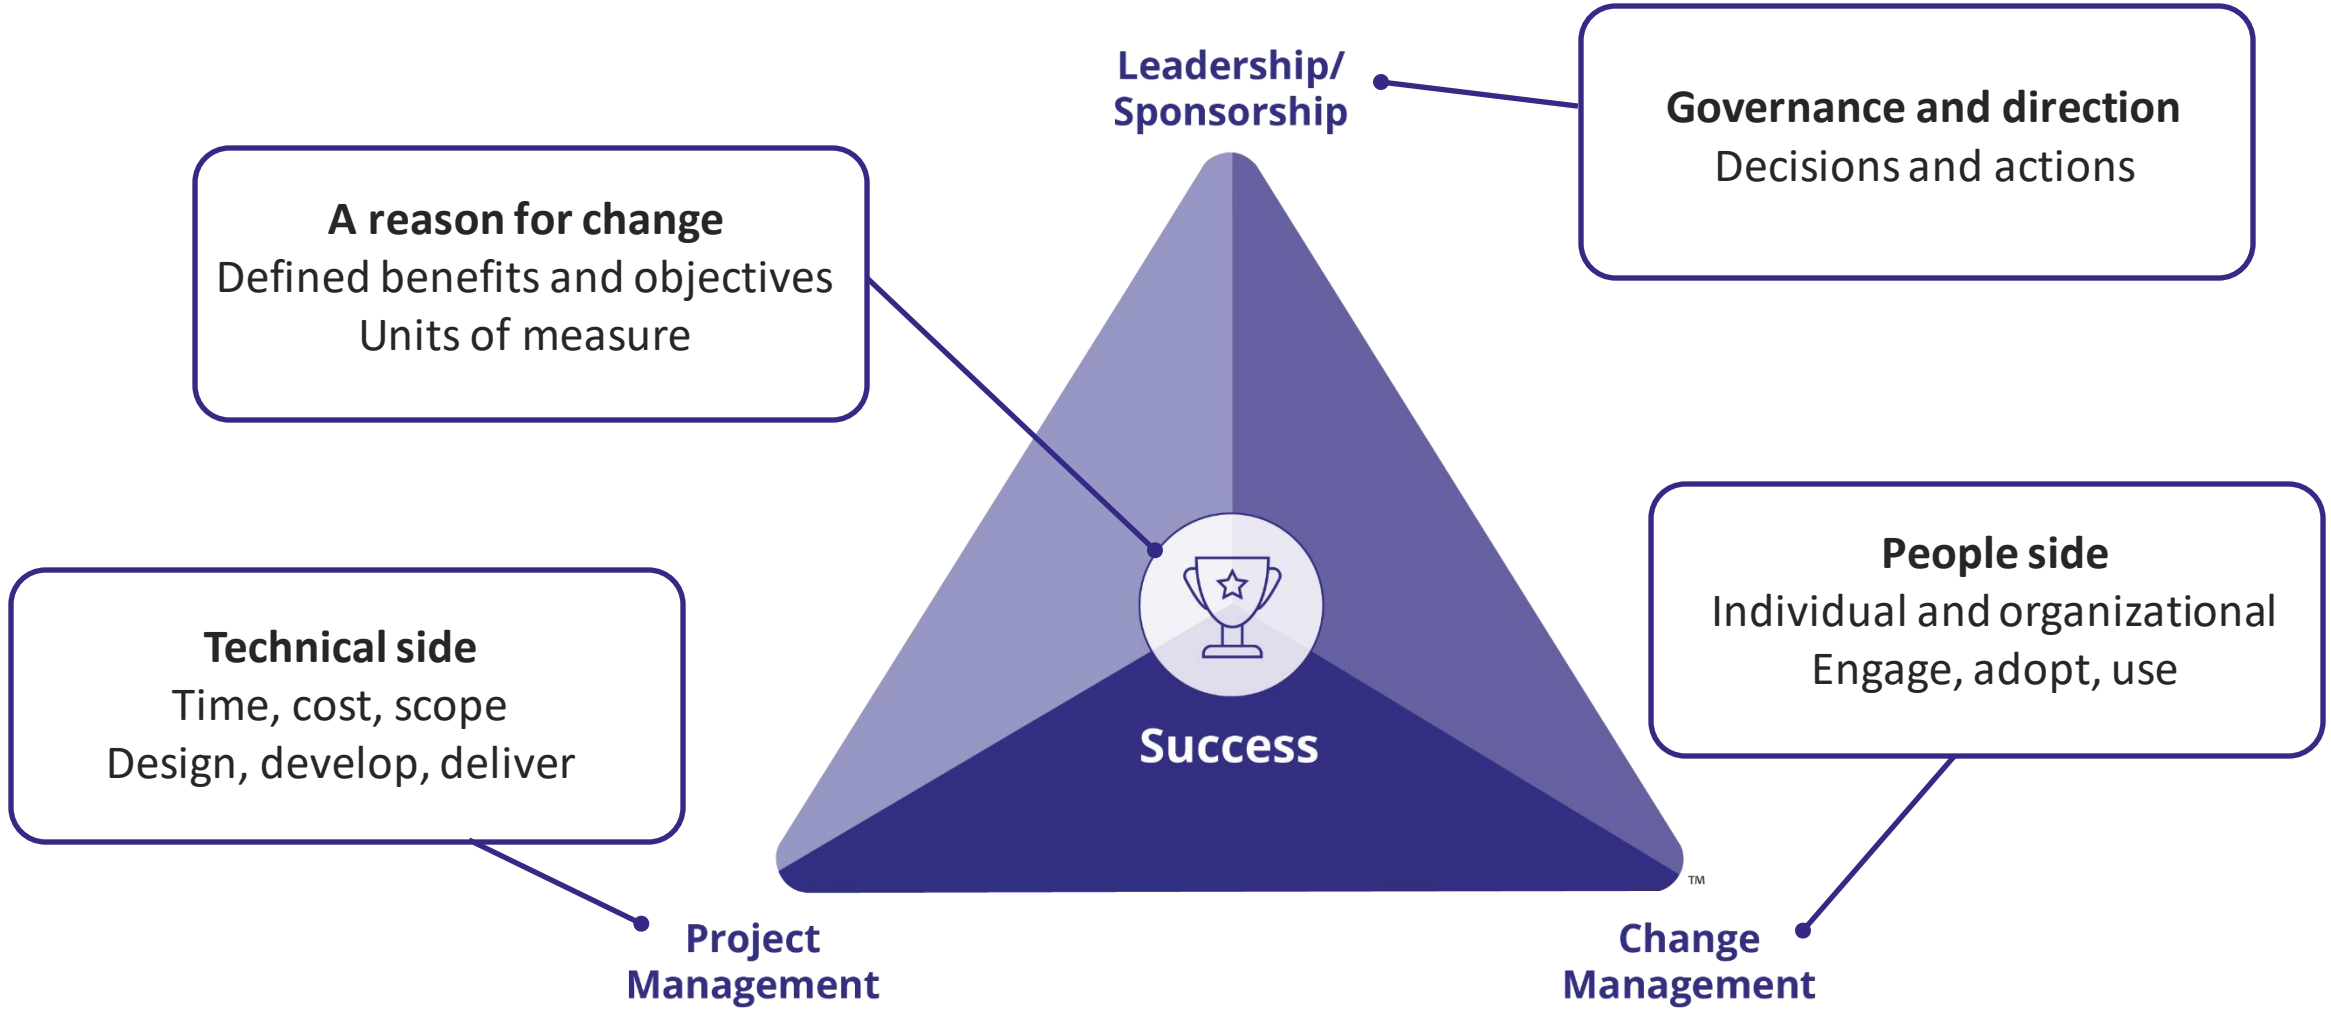 Leadership/
Sponsorship
Governance and direction
Decisions and actions
A reason for change
Defined benefits and objectives
Units of measure
Technical side
Time, cost, scope
Design, develop, deliver
People side
Individual and organizational
Engage, adopt, use
Success
TM
Project
Management
Change
Management